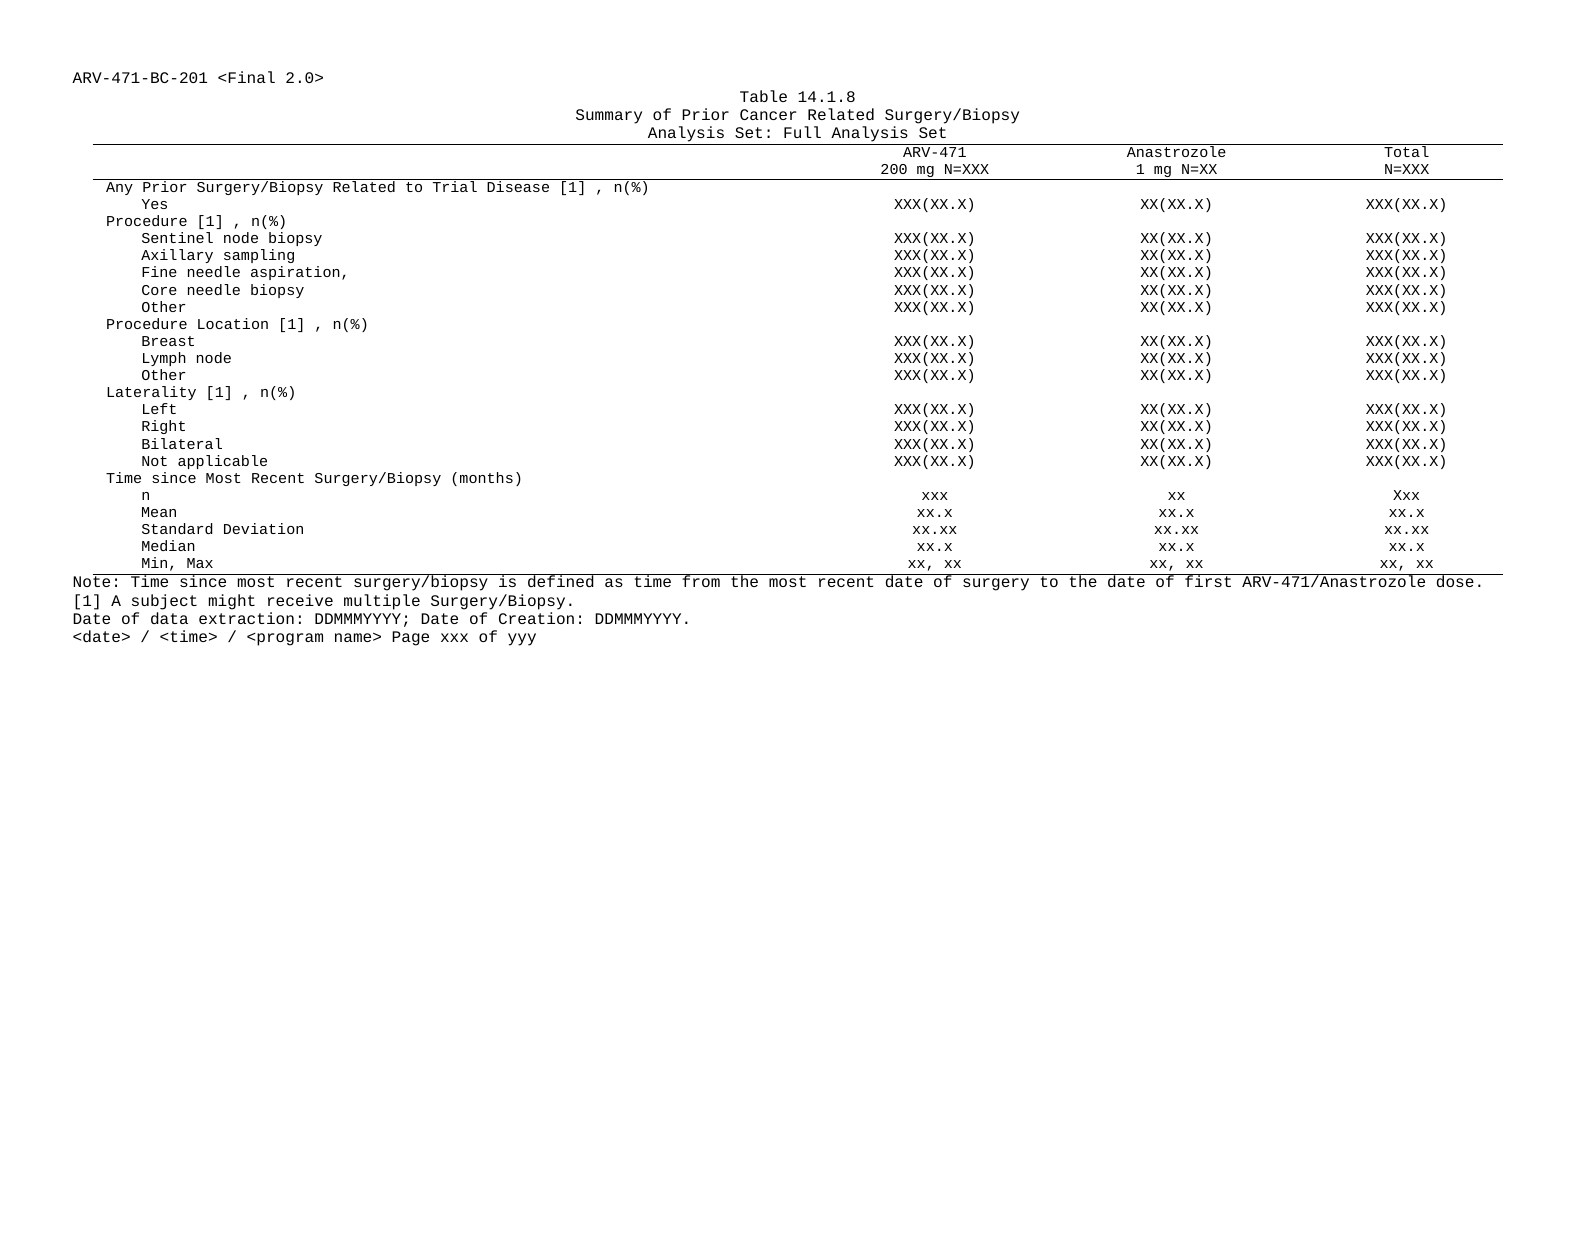 ARV-471-BC-201 <Final 2.0>
Table 14.1.8
Summary of Prior Cancer Related Surgery/Biopsy
Analysis Set: Full Analysis Set
ARV-471 Anastrozole Total
200 mg N=XXX 1 mg N=XX N=XXX
Any Prior Surgery/Biopsy Related to Trial Disease [1] , n(%)
Yes XXX(XX.X) XX(XX.X) XXX(XX.X)
Procedure [1] , n(%)
Sentinel node biopsy XXX(XX.X) XX(XX.X) XXX(XX.X)
Axillary sampling XXX(XX.X) XX(XX.X) XXX(XX.X)
Fine needle aspiration, XXX(XX.X) XX(XX.X) XXX(XX.X)
Core needle biopsy XXX(XX.X) XX(XX.X) XXX(XX.X)
Other XXX(XX.X) XX(XX.X) XXX(XX.X)
Procedure Location [1] , n(%)
Breast XXX(XX.X) XX(XX.X) XXX(XX.X)
Lymph node XXX(XX.X) XX(XX.X) XXX(XX.X)
Other XXX(XX.X) XX(XX.X) XXX(XX.X)
Laterality [1] , n(%)
Left XXX(XX.X) XX(XX.X) XXX(XX.X)
Right XXX(XX.X) XX(XX.X) XXX(XX.X)
Bilateral XXX(XX.X) XX(XX.X) XXX(XX.X)
Not applicable XXX(XX.X) XX(XX.X) XXX(XX.X)
Time since Most Recent Surgery/Biopsy (months)
n xxx xx Xxx
Mean xx.x xx.x xx.x
Standard Deviation xx.xx xx.xx xx.xx
Median xx.x xx.x xx.x
Min, Max xx, xx xx, xx xx, xx
Note: Time since most recent surgery/biopsy is defined as time from the most recent date of surgery to the date of first ARV-471/Anastrozole dose.
[1] A subject might receive multiple Surgery/Biopsy.
Date of data extraction: DDMMMYYYY; Date of Creation: DDMMMYYYY.
<date> / <time> / <program name> Page xxx of yyy